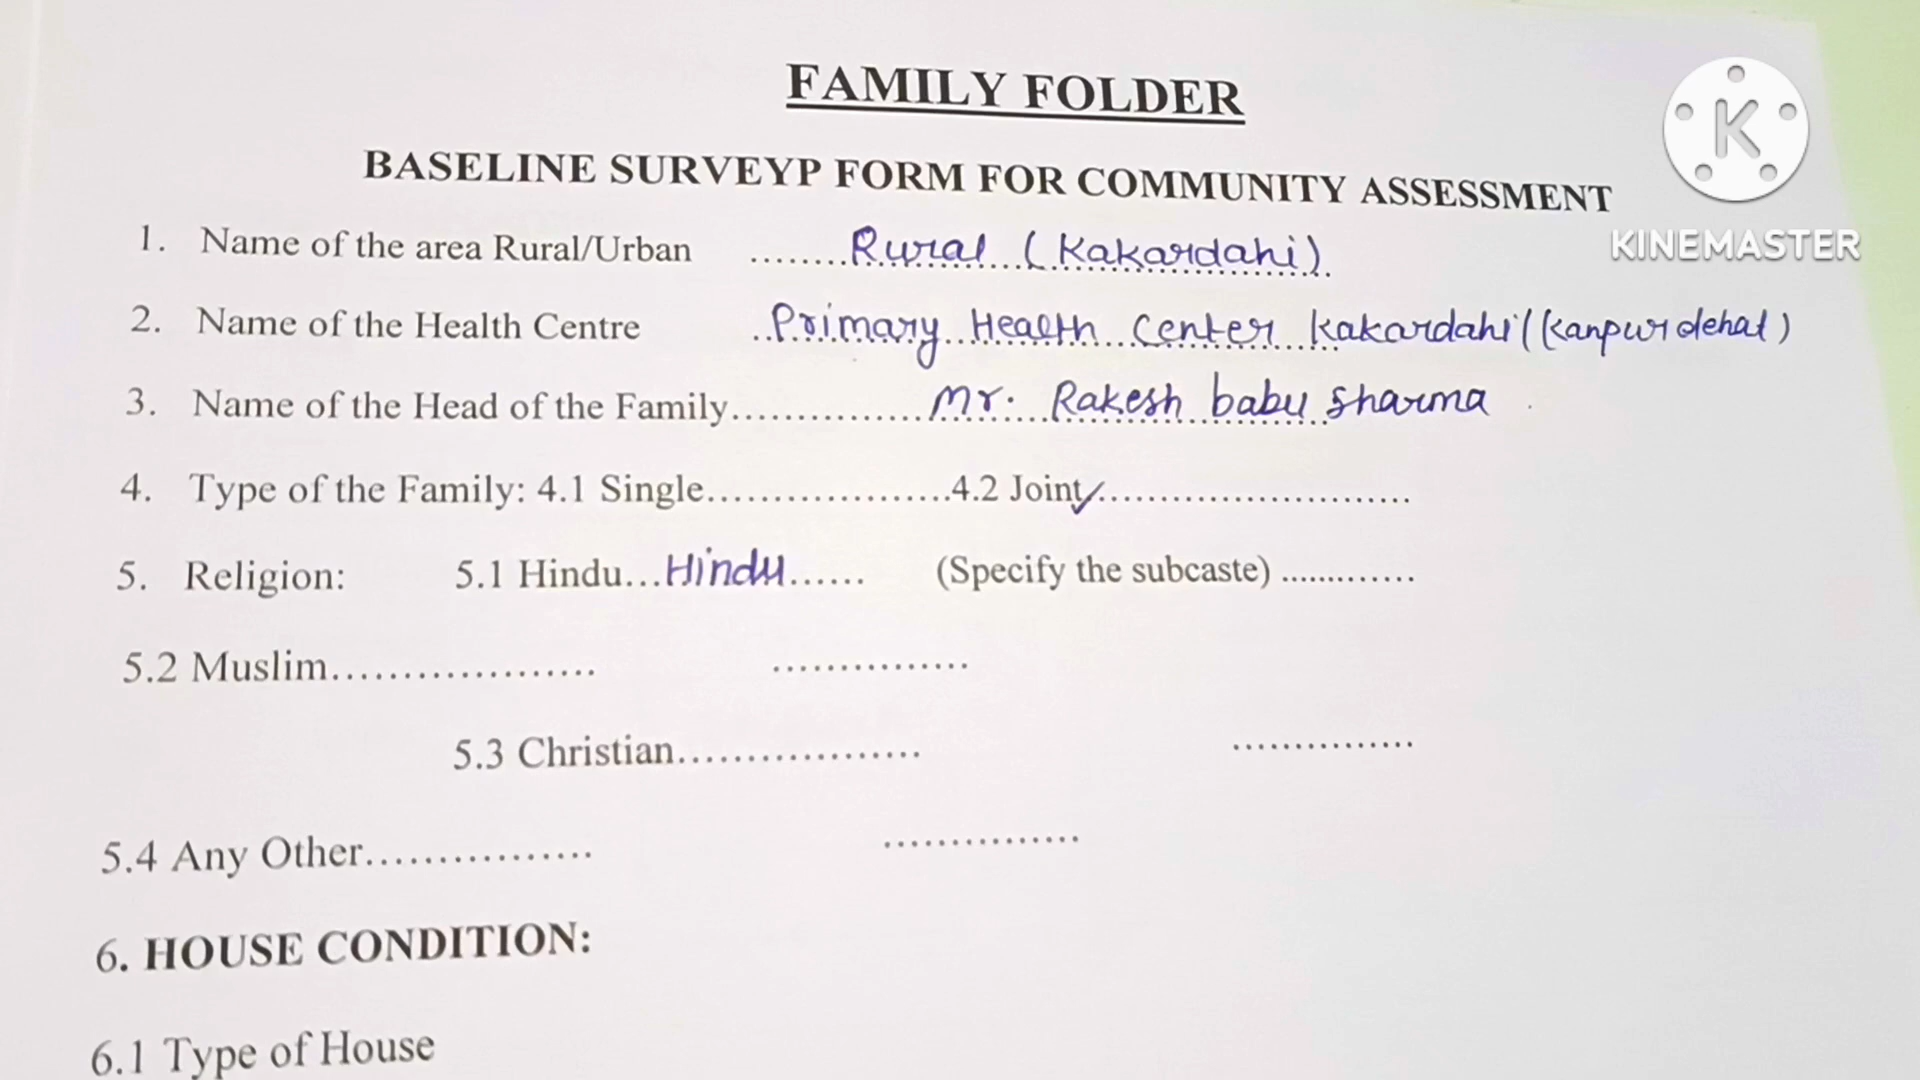 FAMILY FOLDER
BASELINE SURVEYP FORM FOR COMMUNITY ASSESSMENT
K
KINEMASTER
1. Name of the area Rural/Urban ........Rural (Kakardahi).
2. Name of the Health Centre ..Primary Health Center Kakardahi (Kanpur dehat)
3. Name of the Head of the Family...............Mr. Rakesh babu sharma
4. Type of the Family: 4.1 Single....................4.2 Joint✓..........................
5. Religion: 5.1 Hindu...Hindu...... (Specify the subcaste) .............
5.2 Muslim................... ...............
5.3 Christian.................. ...............
5.4 Any Other................ ...............
6. HOUSE CONDITION:
6.1 Type of House